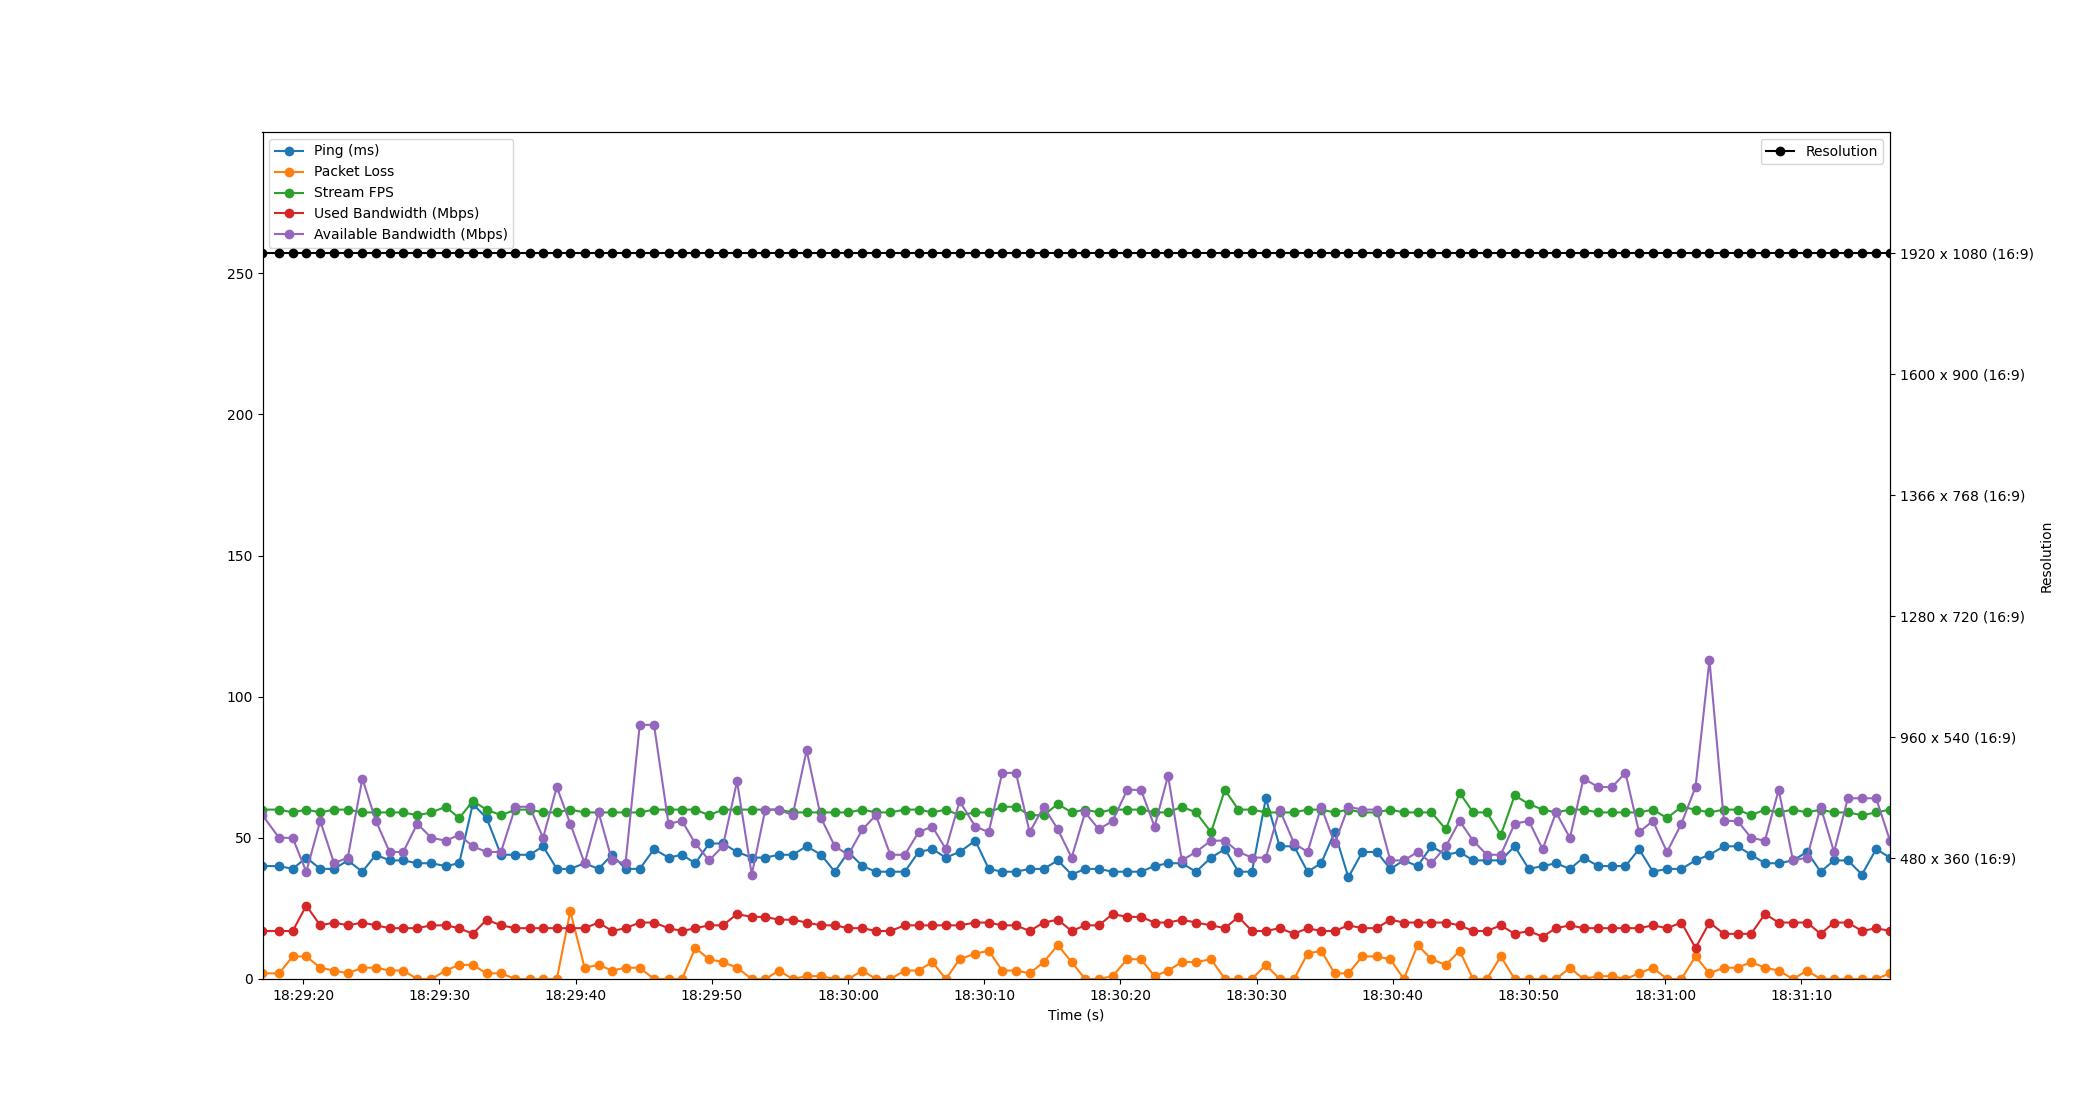 Ping (ms)
Packet Loss
Stream FPS
Used Bandwidth (Mbps)
Available Bandwidth (Mbps)
Resolution
250
200
150
100
50
0
1920 x 1080 (16:9)
1600 x 900 (16:9)
1366 x 768 (16:9)
1280 x 720 (16:9)
960 x 540 (16:9)
480 x 360 (16:9)
Resolution
18:29:20 18:29:30 18:29:40 18:29:50 18:30:00 18:30:10 18:30:20 18:30:30 18:30:40 18:30:50 18:31:00 18:31:10
Time (s)